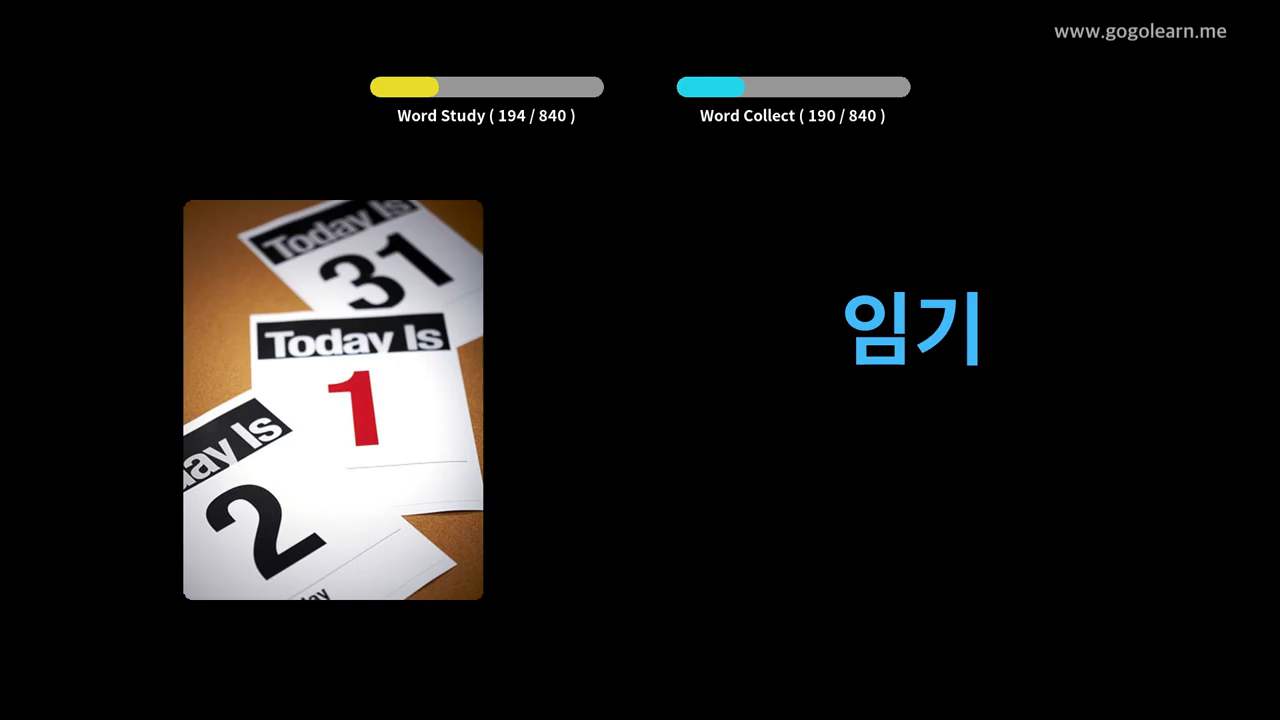 www.gogolearn.me
Word Study ( 194 / 840 )
Word Collect ( 190 / 840 )
Today Is
31
Today Is
1
ay Is
2
ay
임기